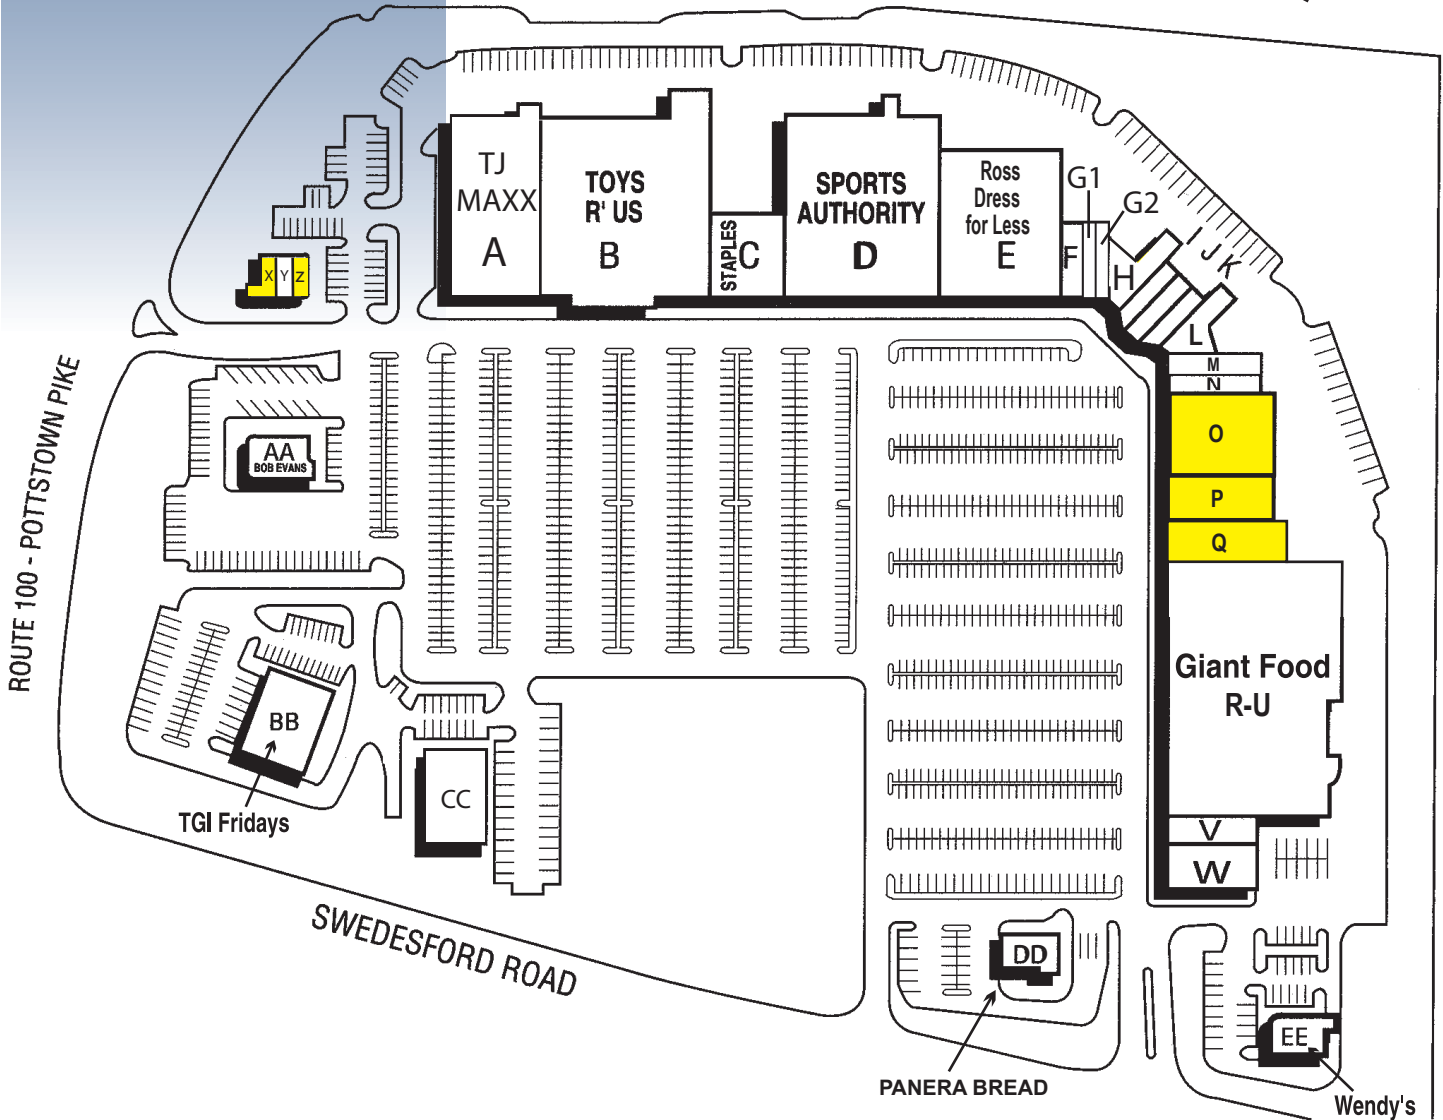 TJ
MAXX
A
TOYS
R' US
B
STAPLES
C
SPORTS
AUTHORITY
D
Ross
Dress
for Less
E
F
G1
G2
H
I
J
K
L
M
N
O
P
Q
Giant Food
R-U
V
W
X
Y
Z
AA
BOB EVANS
ROUTE 100 - POTTSTOWN PIKE
BB
TGI Fridays
CC
SWEDESFORD ROAD
DD
PANERA BREAD
EE
Wendy's